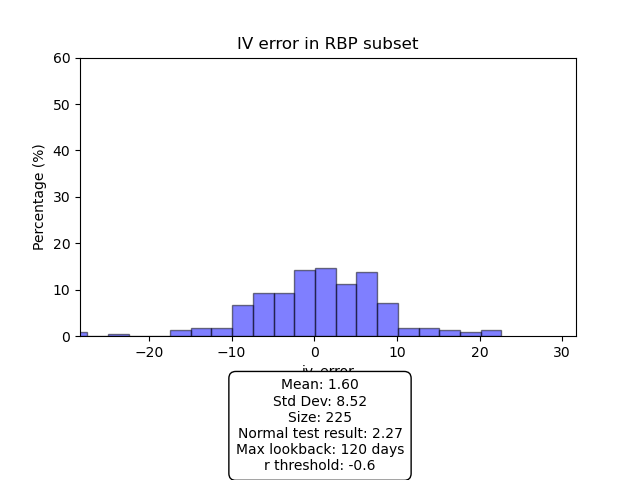 IV error in RBP subset
Percentage (%)
60
50
40
30
20
10
0
−20
−10
0
10
20
30
iv_error
Mean: 1.60
Std Dev: 8.52
Size: 225
Normal test result: 2.27
Max lookback: 120 days
r threshold: -0.6